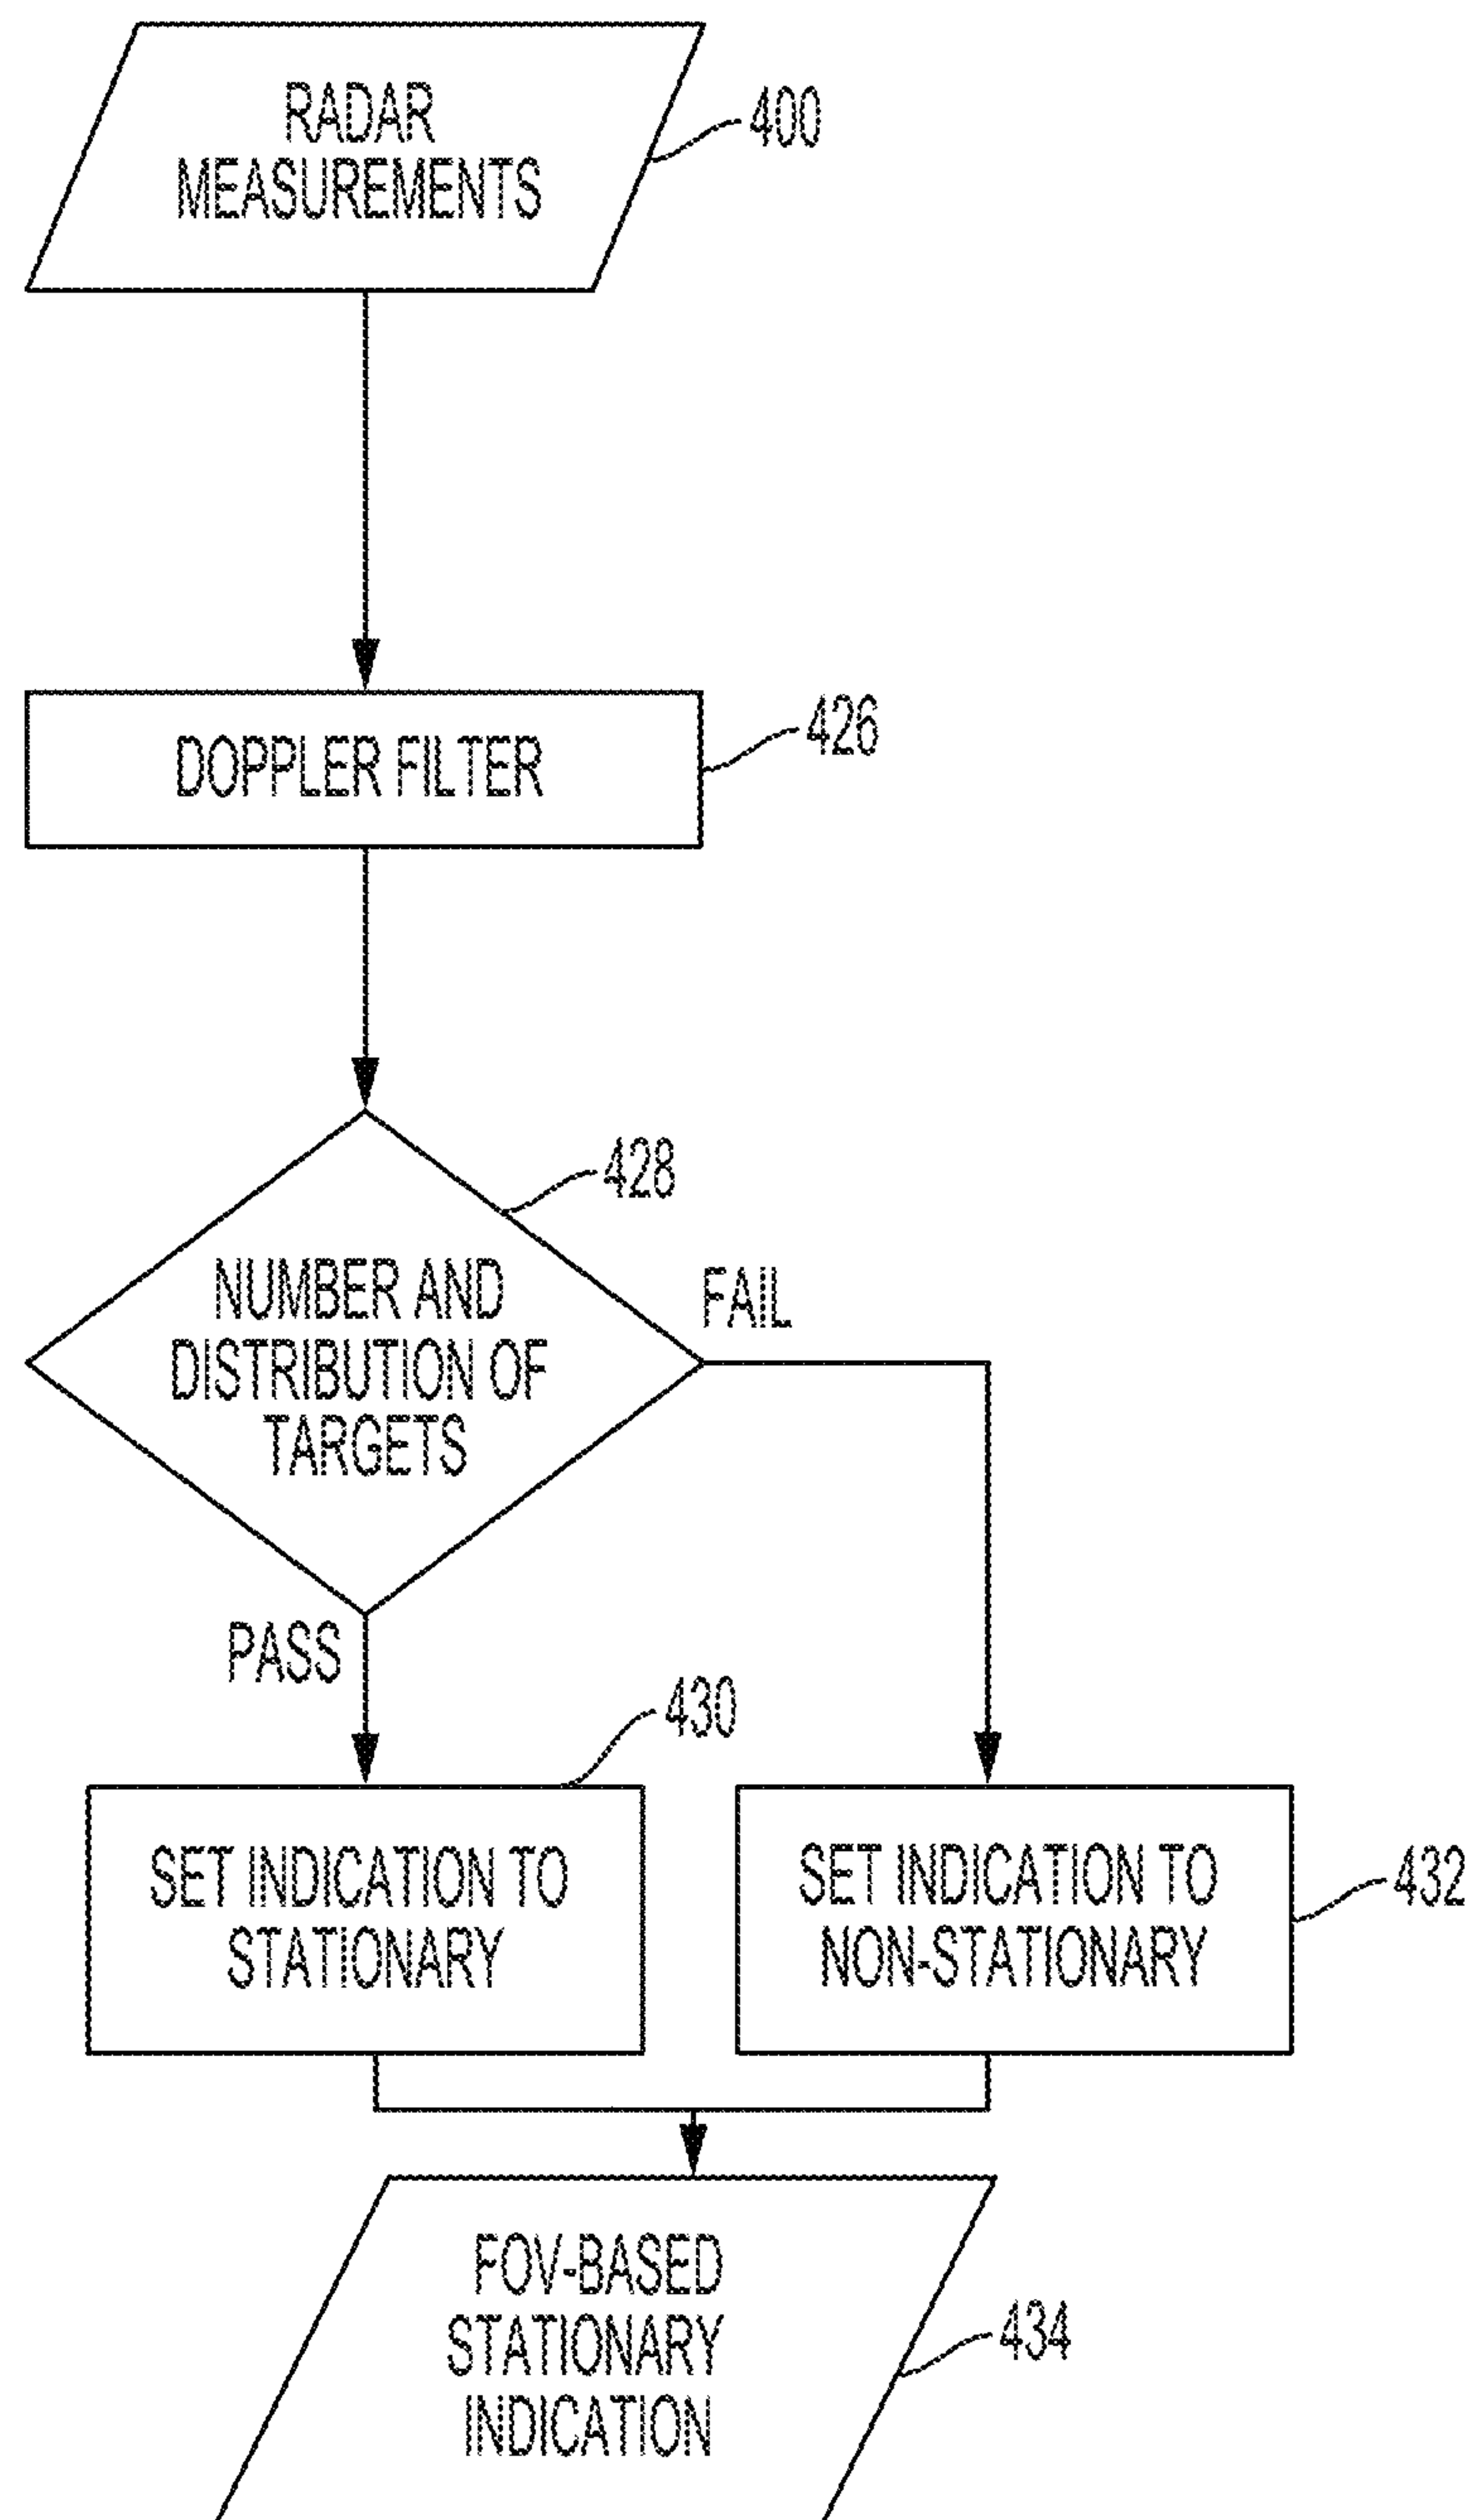 RADAR
MEASUREMENTS
400
DOPPLER FILTER
426
428
NUMBER AND
DISTRIBUTION OF
TARGETS
FAIL
PASS
430
SET INDICATION TO
STATIONARY
SET INDICATION TO
NON-STATIONARY
432
FOV-BASED
STATIONARY
INDICATION
434